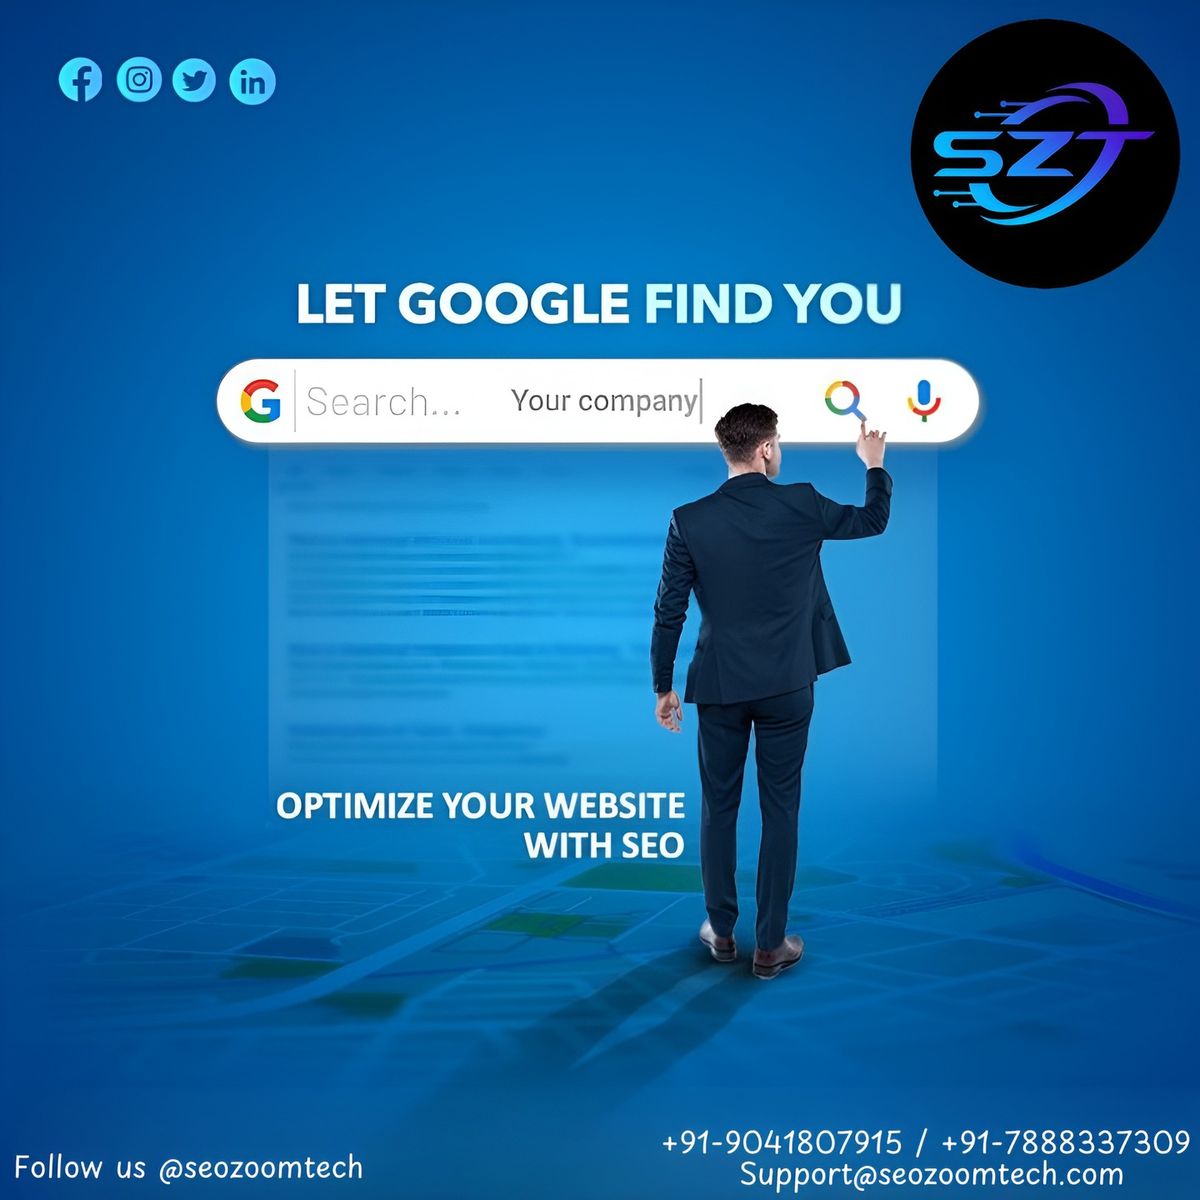 SZT
LET GOOGLE FIND YOU
G Search... Your company
OPTIMIZE YOUR WEBSITE
WITH SEO
+91-9041807915 / +91-7888337309
Follow us @seozoomtech
Support@seozoomtech.com